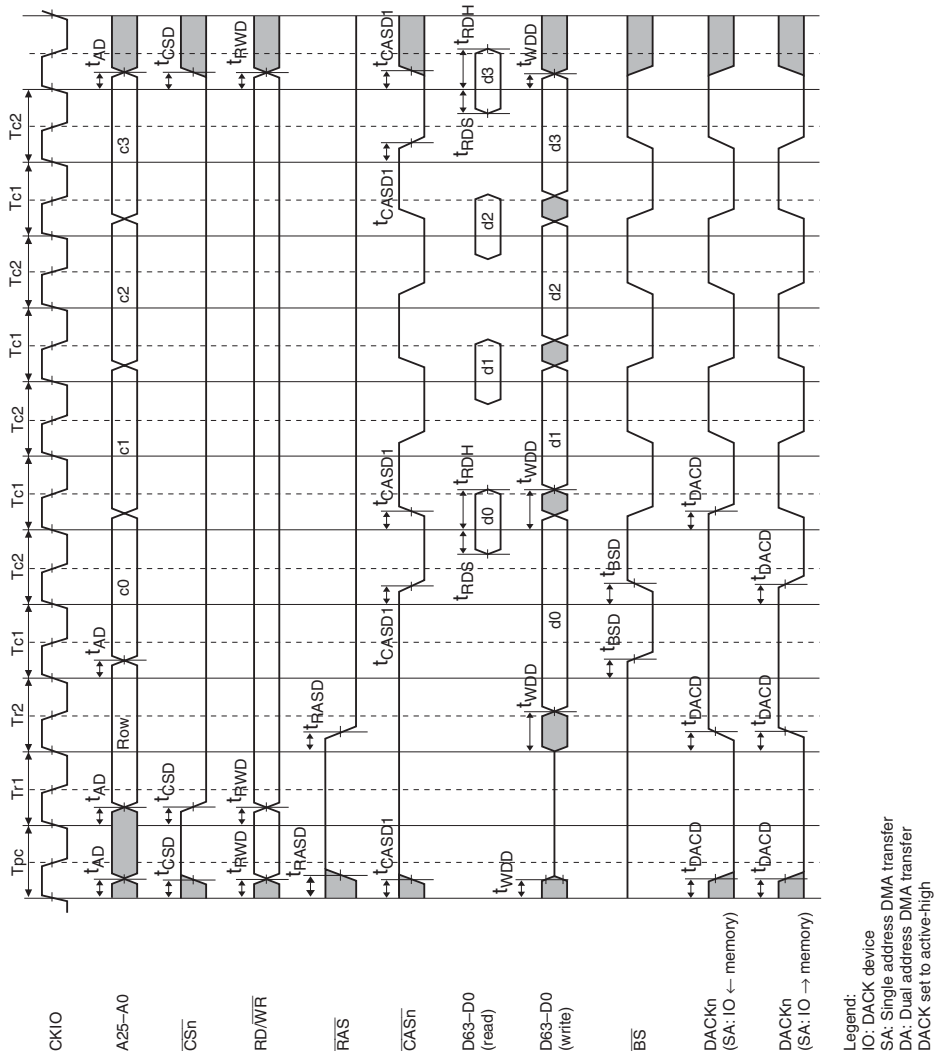 Tpc Tr1 Tr2 Tc1 Tc2 Tc1 Tc2 Tc1 Tc2 Tc1 Tc2
CKIO
tAD tAD tAD tAD
A25–A0 Row c0 c1 c2 c3
tCSD tCSD tCSD
CSn
tRWD tRWD tRWD
RD/WR
tRASD tRASD
RAS
tCASD1 tCASD1 tCASD1 tCASD1 tCASD1
CASn
tRDS tRDH tRDS tRDH
D63–D0
(read)
d0 d1 d2 d3
tWDD tWDD tWDD tWDD
D63–D0
(write)
d0 d1 d2 d3
tBSD tBSD
BS
tDACD tDACD tDACD
DACKn
(SA: IO ← memory)
tDACD tDACD tDACD
DACKn
(SA: IO → memory)
Legend:
IO: DACK device
SA: Single address DMA transfer
DA: Dual address DMA transfer
DACK set to active-high